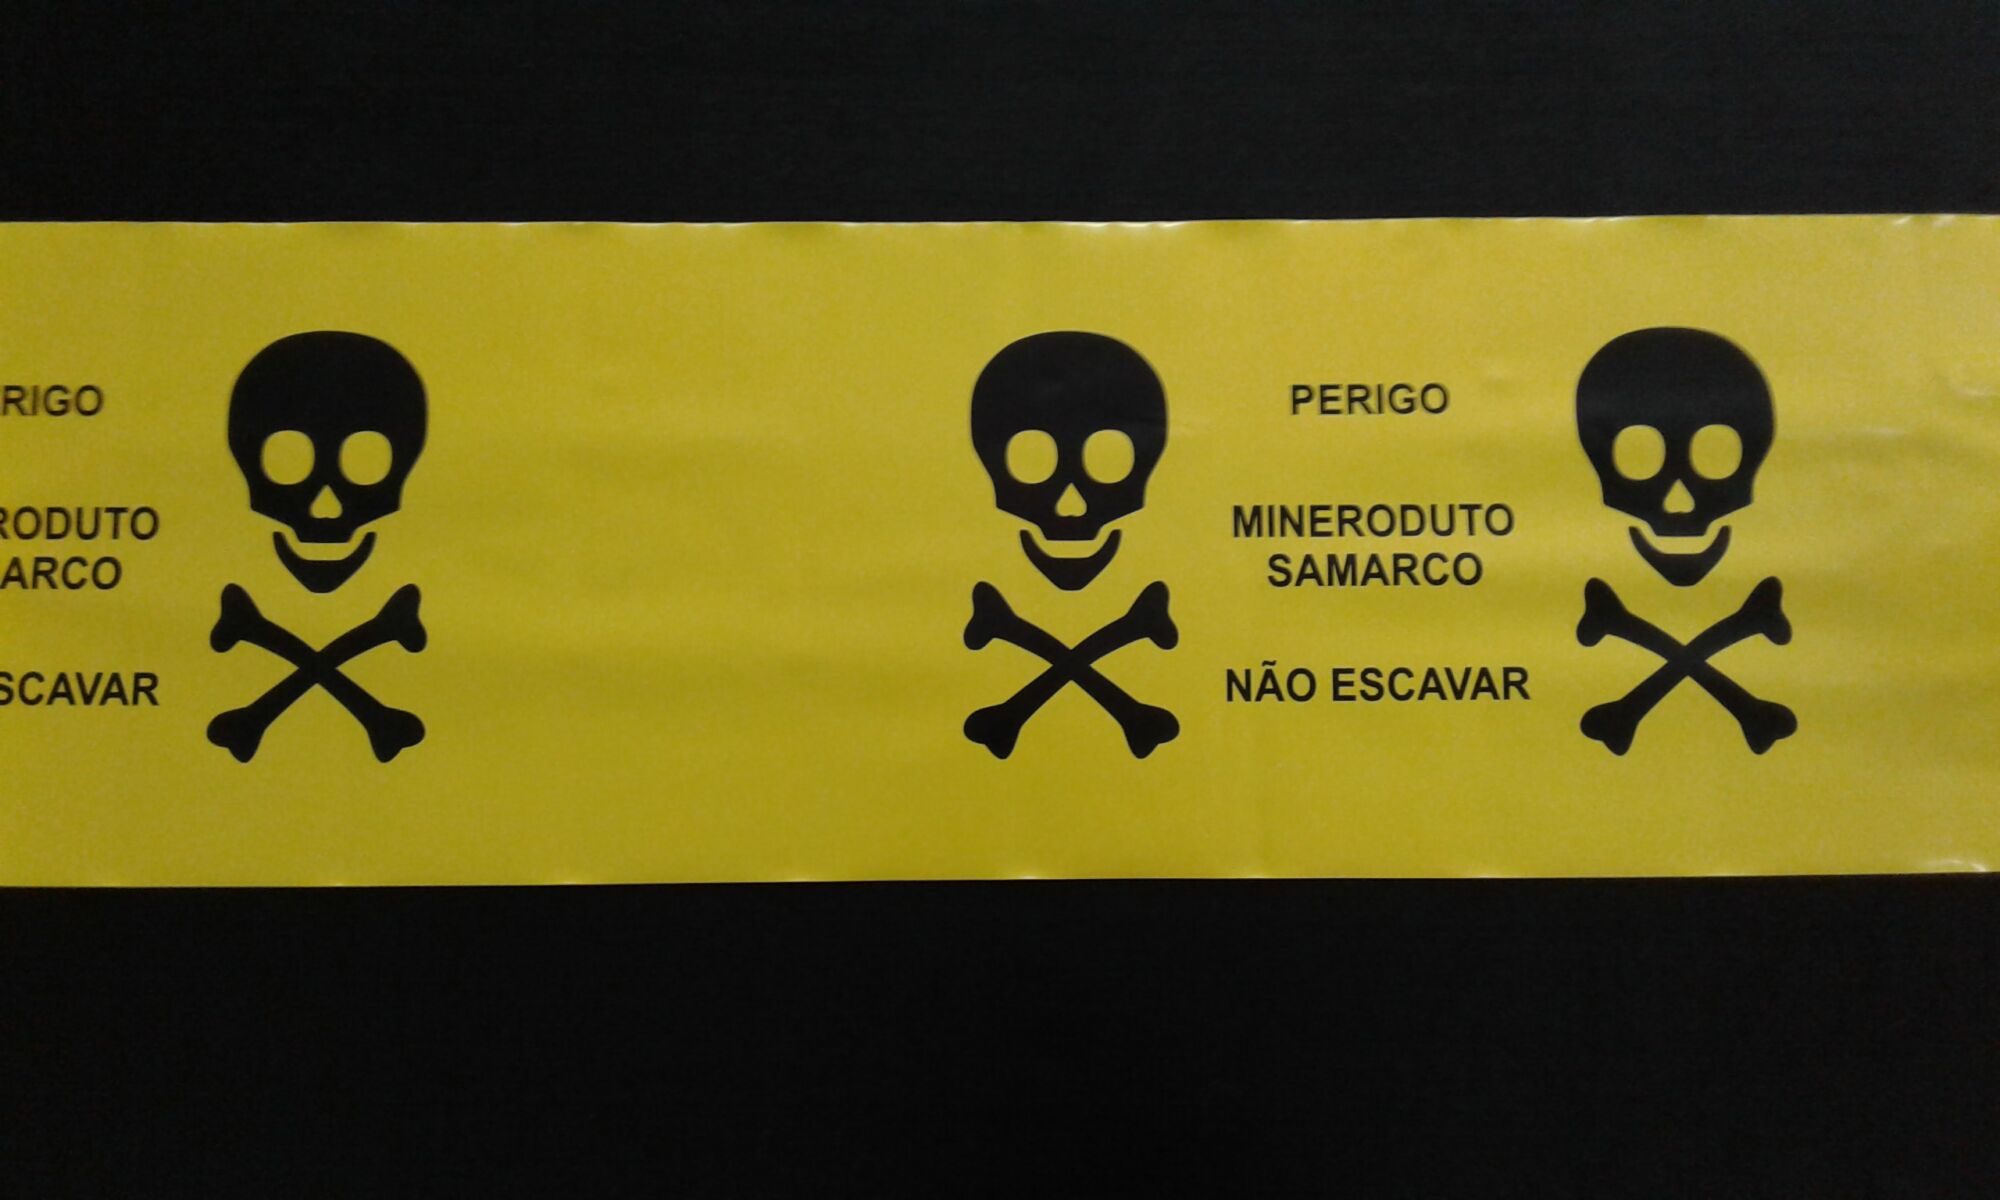 RIGO
RODUTO
ARCO
SCAVAR
PERIGO
MINERODUTO
SAMARCO
NÃO ESCAVAR